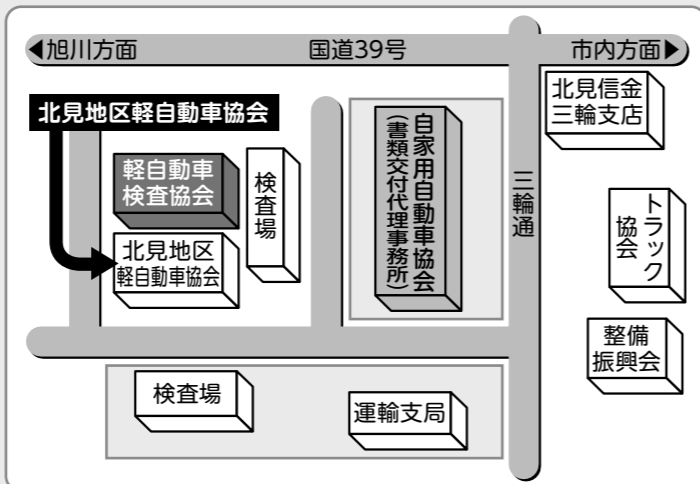 ◀旭川方面
国道39号
市内方面▶
北見地区軽自動車協会
北見信金
三輪支店
軽自動車
検査協会
検査場
自家用自動車協会
(書類交付代理事務所)
三輪通
トラック
協会
北見地区
軽自動車協会
整備
振興会
検査場
運輸支局